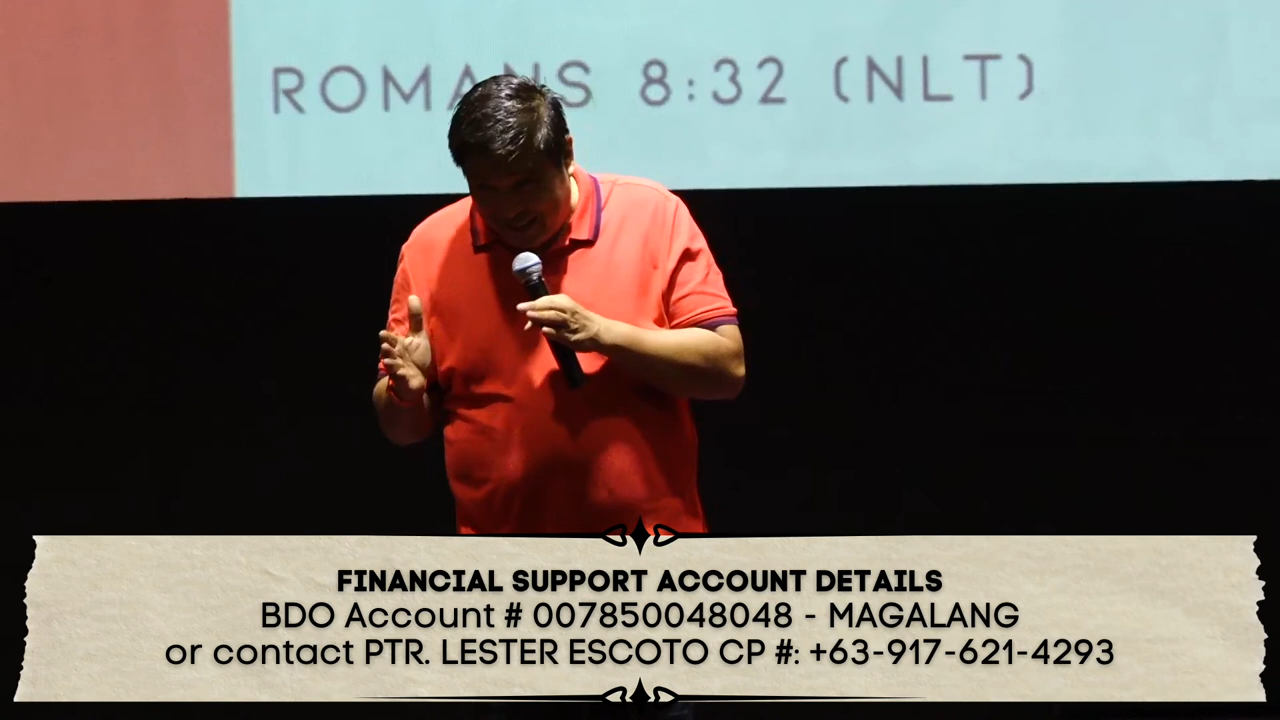 ROMANS 8:32 (NLT)
FINANCIAL SUPPORT ACCOUNT DETAILS
BDO Account # 007850048048 - MAGALANG
or contact PTR. LESTER ESCOTO CP #: +63-917-621-4293